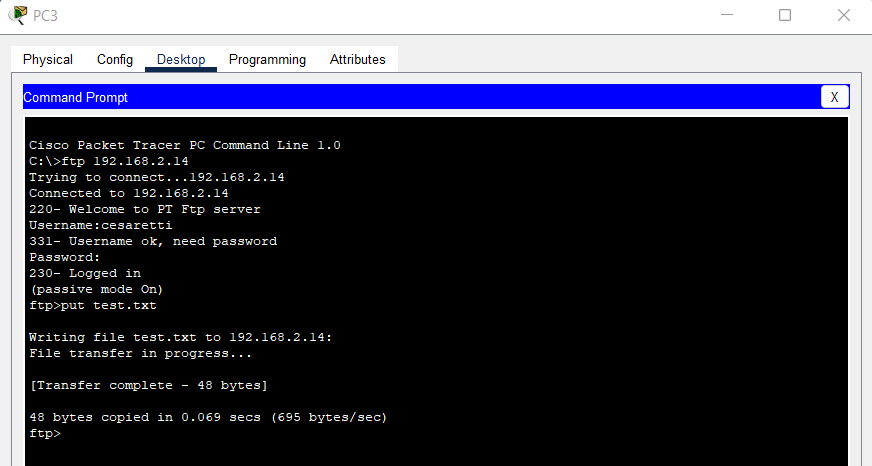 PC3
Physical Config Desktop Programming Attributes
Command Prompt X
Cisco Packet Tracer PC Command Line 1.0
C:\>ftp 192.168.2.14
Trying to connect...192.168.2.14
Connected to 192.168.2.14
220- Welcome to PT Ftp server
Username:cesaretti
331- Username ok, need password
Password:
230- Logged in
(passive mode On)
ftp>put test.txt
Writing file test.txt to 192.168.2.14:
File transfer in progress...
[Transfer complete - 48 bytes]
48 bytes copied in 0.069 secs (695 bytes/sec)
ftp>